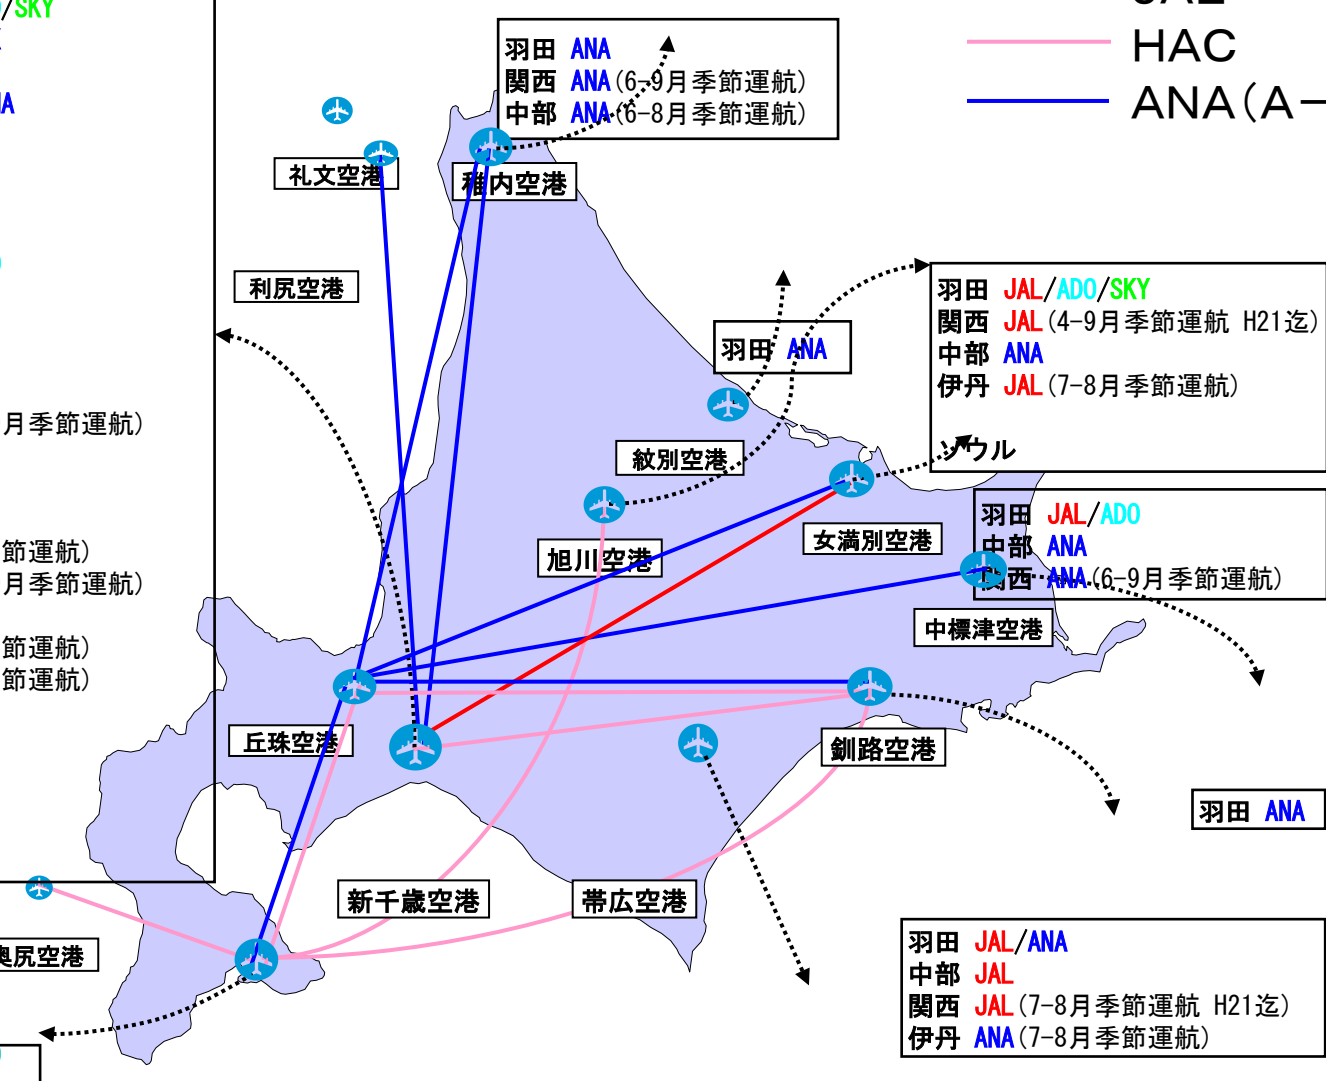 /SKY
JAL
HAC
ANA(A-
羽田 ANA
関西 ANA(6-9月季節運航)
中部 ANA(6-8月季節運航)
礼文空港
稚内空港
利尻空港
羽田 JAL/ADO/SKY
関西 JAL(4-9月季節運航 H21迄)
中部 ANA
伊丹 JAL(7-8月季節運航)
ソウル
羽田 ANA
月季節運航)
紋別空港
羽田 JAL/ADO
中部 ANA
関西 ANA(6-9月季節運航)
女満別空港
旭川空港
節運航)
月季節運航)
節運航)
節運航)
中標津空港
丘珠空港
釧路空港
羽田 ANA
新千歳空港
帯広空港
奥尻空港
羽田 JAL/ANA
中部 JAL
関西 JAL(7-8月季節運航 H21迄)
伊丹 ANA(7-8月季節運航)